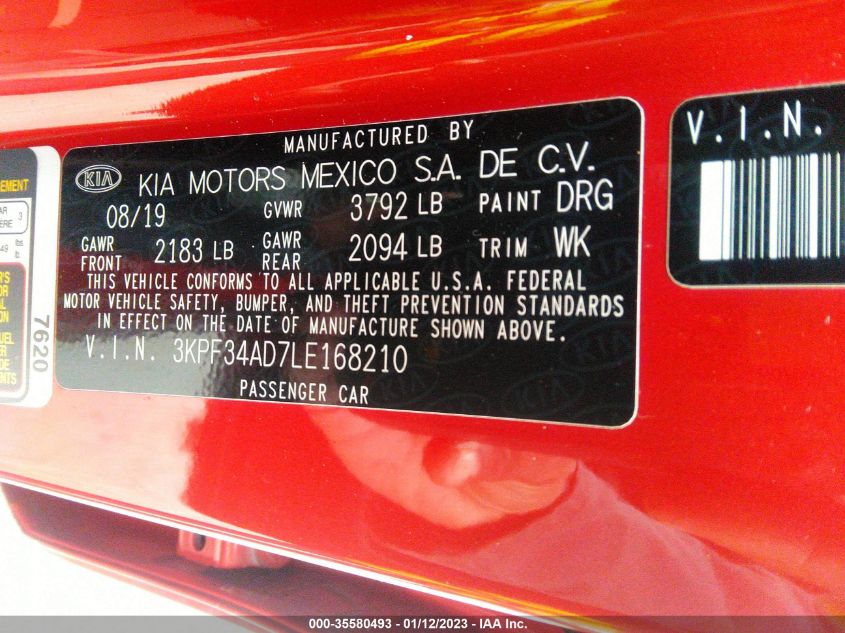 MANUFACTURED BY
KIA KIA MOTORS MEXICO S.A. DE C.V.
08/19 GVWR 3792 LB PAINT DRG
GAWR FRONT 2183 LB GAWR REAR 2094 LB TRIM WK
THIS VEHICLE CONFORMS TO ALL APPLICABLE U.S.A. FEDERAL
MOTOR VEHICLE SAFETY, BUMPER, AND THEFT PREVENTION STANDARDS
IN EFFECT ON THE DATE OF MANUFACTURE SHOWN ABOVE.
V.I.N. 3KPF34AD7LE168210
PASSENGER CAR
V.I.N.
7620
000-35580493 - 01/12/2023 - IAA Inc.